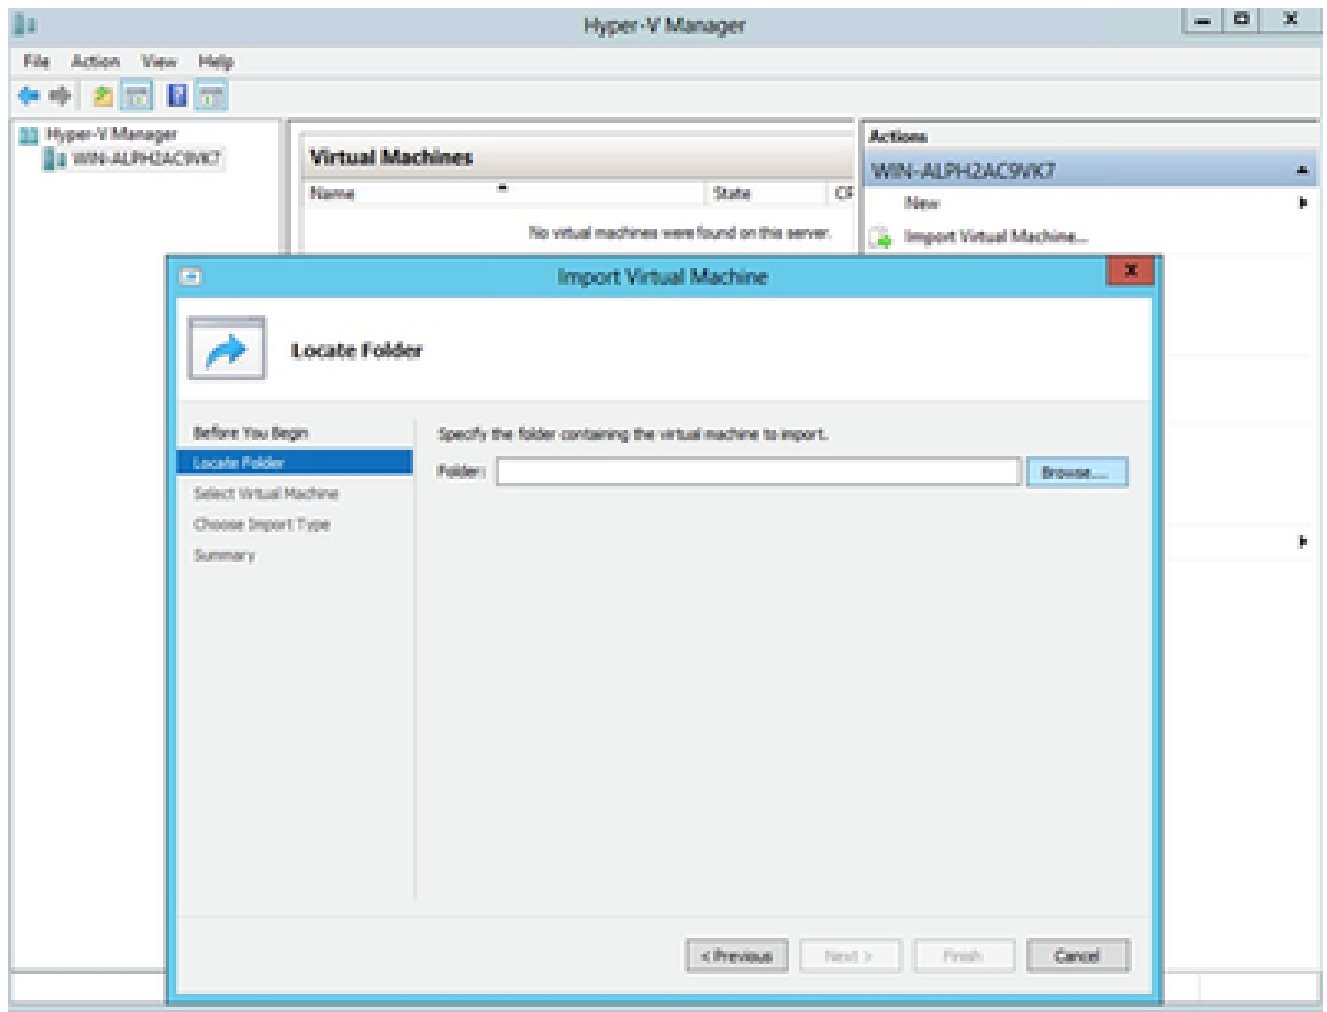 Hyper-V Manager
File Action View Help
Hyper-V Manager
WIN-ALPH2AC9VK7
Virtual Machines
Name State CP
No virtual machines were found on this server.
Actions
WIN-ALPH2AC9VK7
New
Import Virtual Machine...
Import Virtual Machine
Locate Folder
Before You Begin
Locate Folder
Select Virtual Machine
Choose Import Type
Summary
Specify the folder containing the virtual machine to import.
Folder: Browse...
< Previous Next > Finish Cancel